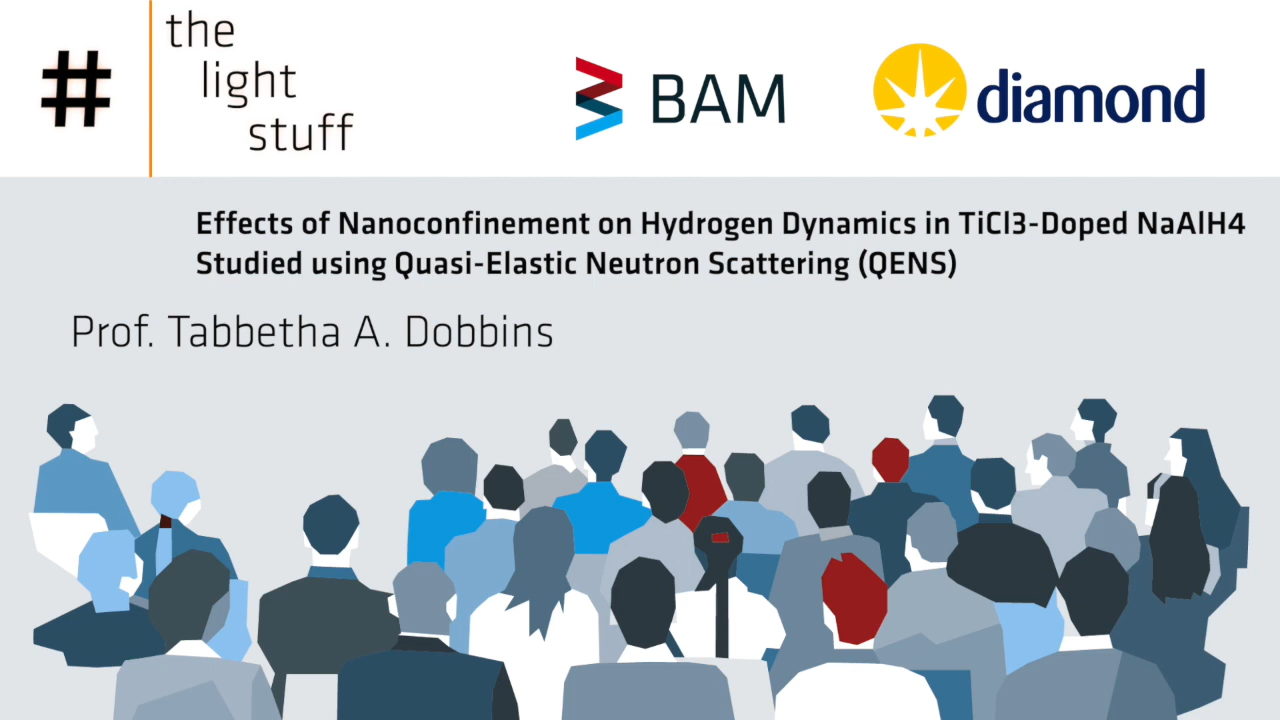 #
the
light
stuff
BAM
diamond
Effects of Nanoconfinement on Hydrogen Dynamics in TiCl3-Doped NaAlH4
Studied using Quasi-Elastic Neutron Scattering (QENS)
Prof. Tabbetha A. Dobbins